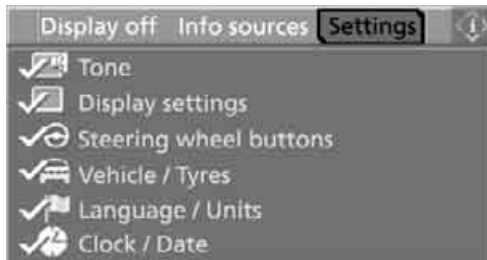 Display off Info sources Settings i
Tone
Display settings
Steering wheel buttons
Vehicle / Tyres
Language / Units
Clock / Date